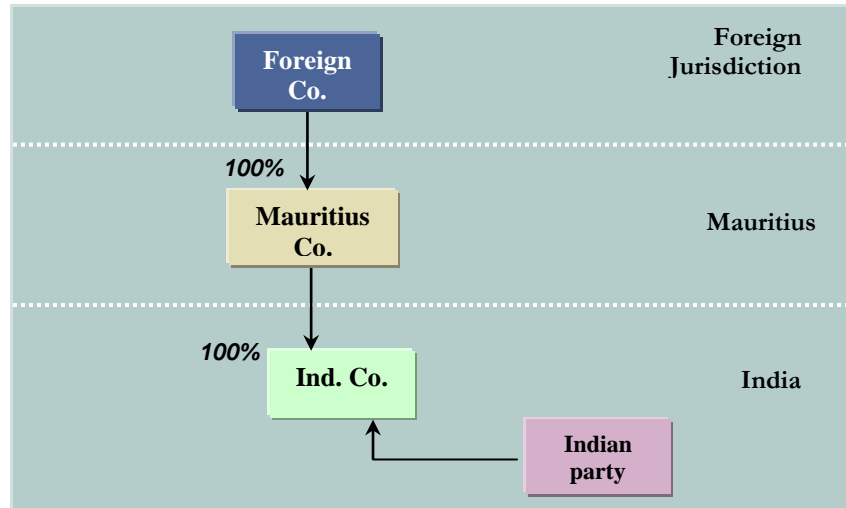 Foreign
Jurisdiction
Foreign
Co.
100%
Mauritius
Co.
Mauritius
100%
Ind. Co.
India
Indian
party